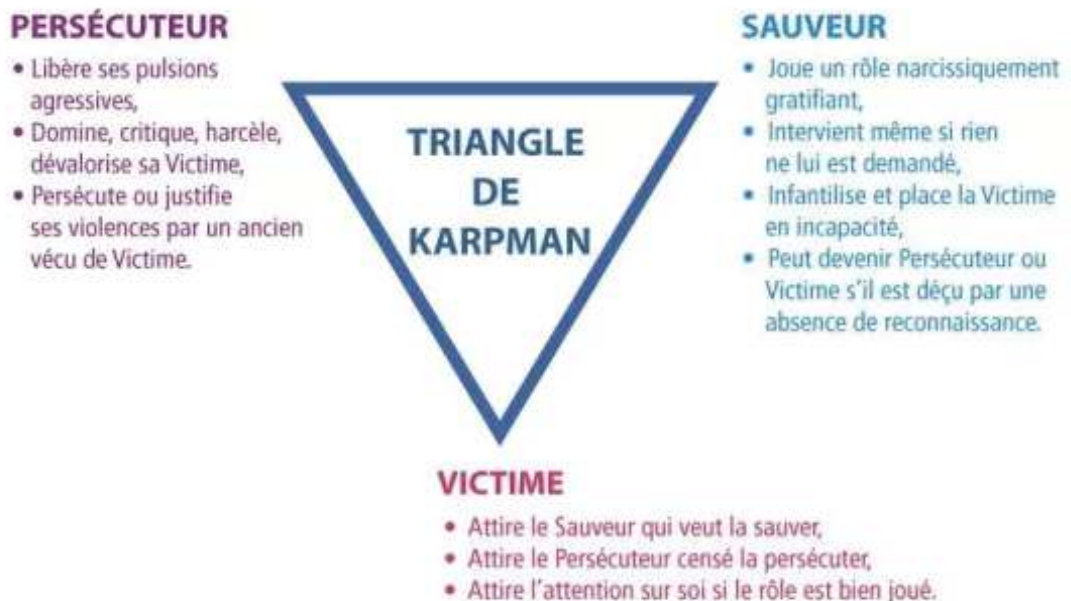 PERSÉCUTEUR
• Libère ses pulsions
agressives,
• Domine, critique, harcèle,
dévalorise sa Victime,
• Persécute ou justifie
ses violences par un ancien
vécu de Victime.
SAUVEUR
• Joue un rôle narcissiquement
gratifiant,
• Intervient même si rien
ne lui est demandé,
• Infantilise et place la Victime
en incapacité,
• Peut devenir Persécuteur ou
Victime s'il est déçu par une
absence de reconnaissance.
TRIANGLE
DE
KARPMAN
VICTIME
• Attire le Sauveur qui veut la sauver,
• Attire le Persécuteur censé la persécuter,
• Attire l'attention sur soi si le rôle est bien joué.